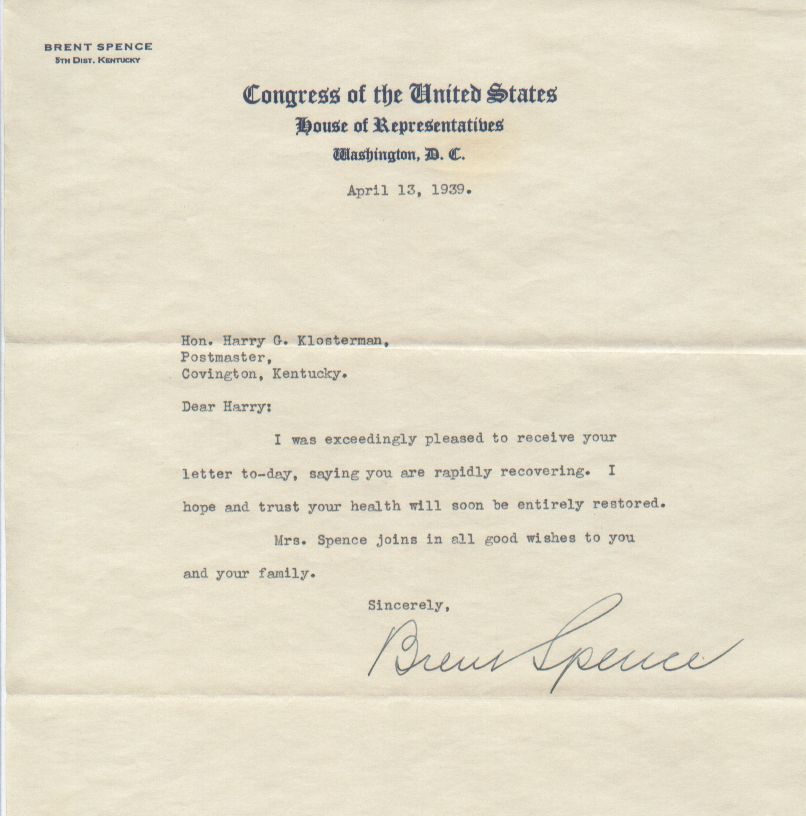 BRENT SPENCE
5TH DIST. KENTUCKY
Congress of the United States
House of Representatives
Washington, D. C.
April 13, 1939.
Hon. Harry G. Klosterman,
Postmaster,
Covington, Kentucky.
Dear Harry:
I was exceedingly pleased to receive your
letter to-day, saying you are rapidly recovering. I
hope and trust your health will soon be entirely restored.
Mrs. Spence joins in all good wishes to you
and your family.
Sincerely,
Brent Spence